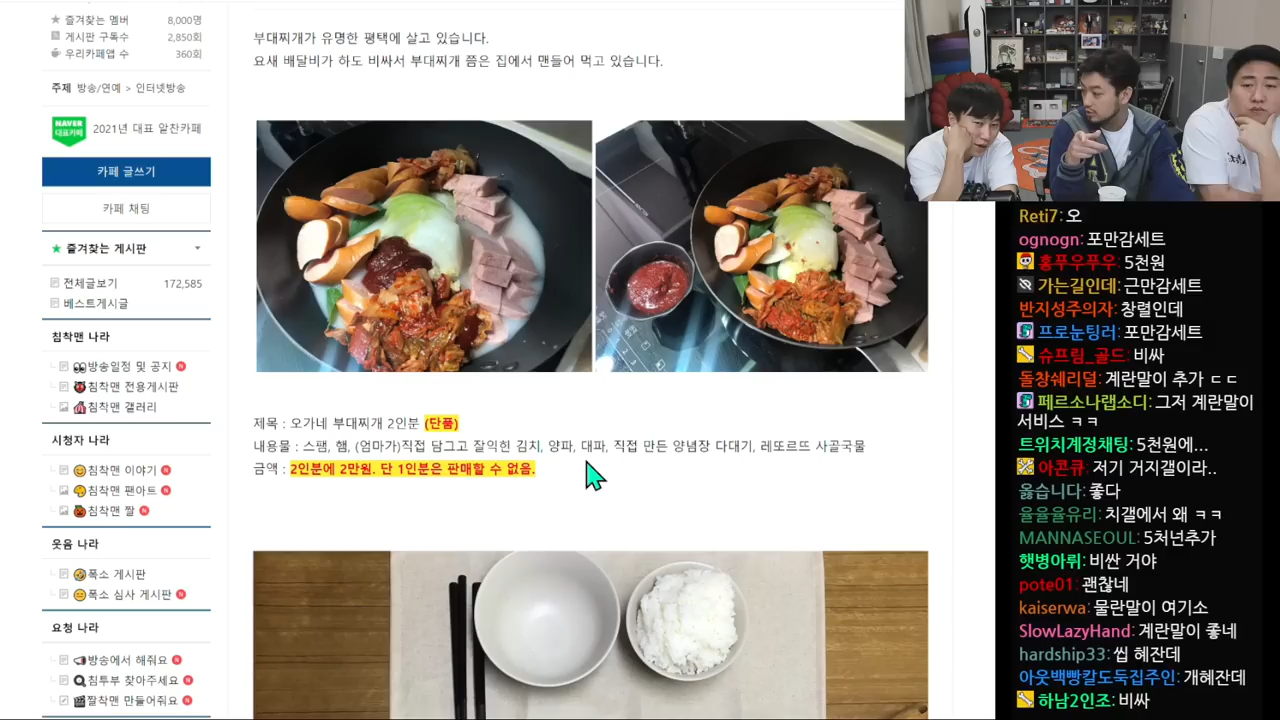 즐겨찾는 멤버 8,000명
게시판 구독수 2,850회
우리카페앱 수 360회
주제 방송/연예 > 인터넷방송
NAVER 대표카페
2021년 대표 알찬카페
카페 글쓰기
카페 채팅
즐겨찾는 게시판
전체글보기 172,585
베스트게시글
침착맨 나라
방송일정 및 공지 N
침착맨 전용게시판
침착맨 갤러리
시청자 나라
침착맨 이야기 N
침착맨 팬아트 N
침착맨 짤 N
웃음 나라
폭소 게시판
폭소 심사 게시판 N
요청 나라
방송에서 해줘요 N
침투부 찾아주세요 N
짤착맨 만들어줘요 N
부대찌개가 유명한 평택에 살고 있습니다.
요새 배달비가 하도 비싸서 부대찌개 쯤은 집에서 맨들어 먹고 있습니다.
제목 : 오가네 부대찌개 2인분 (단품)
내용물 : 스팸, 햄, (엄마가)직접 담그고 잘익힌 김치, 양파, 대파, 직접 만든 양념장 다대기, 레토르뜨 사골국물
금액 : 2인분에 2만원. 단 1인분은 판매할 수 없음.
Reti7: 오
ognogn: 포만감세트
홍푸우푸우: 5천원
가는길인데: 근만감세트
반지성주의자: 창렬인데
프로눈팅러: 포만감세트
슈프림_골드: 비싸
돌창쉐리덜: 계란말이 추가 ㄷㄷ
페르소나랩소디: 그저 계란말이
서비스 ㅋㅋ
트위치계정채팅: 5천원에...
아콘큐: 저기 거지갤이라..
옳습니다: 좋다
율율율유리: 치갤에서 왜 ㅋㅋ
MANNASEOUL: 5처넌추가
햇병아뤼: 비싼 거야
pote01: 괜찮네
kaiserwa: 물란말이 여기소
SlowLazyHand: 계란말이 좋네
hardship33: 씹 혜잔데
아웃백빵칼도둑집주인: 개혜잔데
하남2인조: 비싸